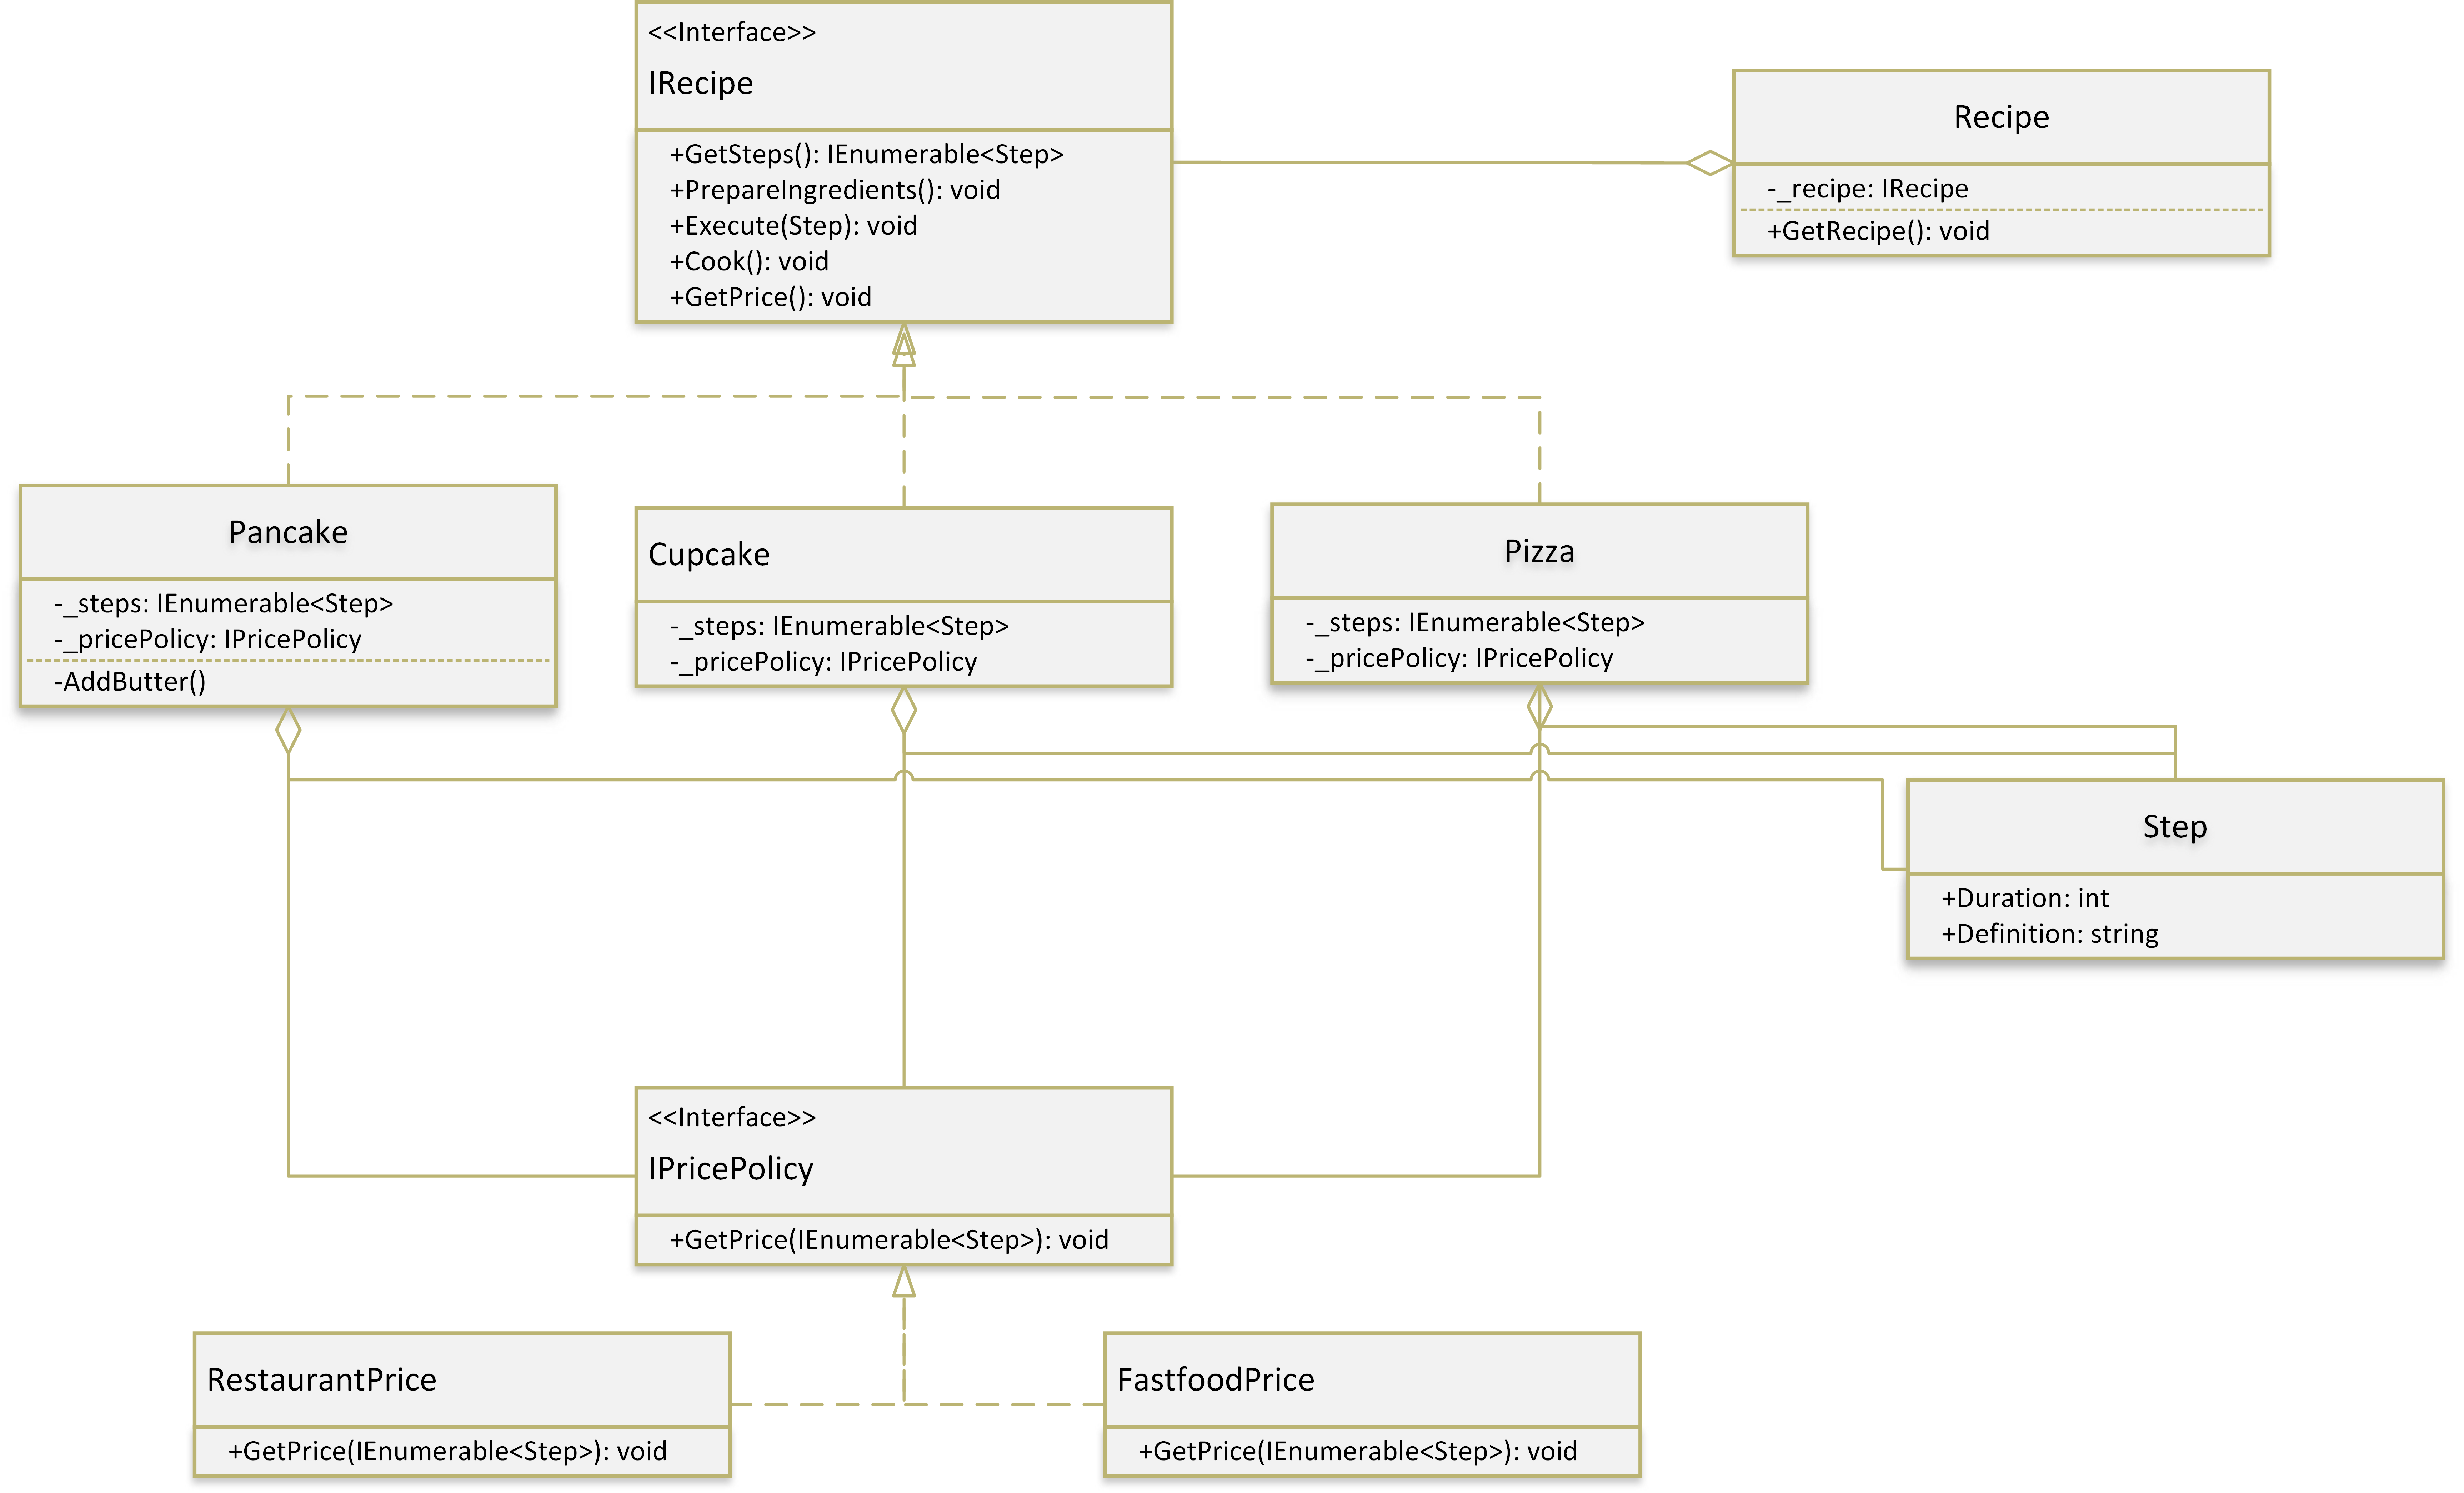 <<Interface>>
IRecipe
+GetSteps(): IEnumerable<Step>
+PrepareIngredients(): void
+Execute(Step): void
+Cook(): void
+GetPrice(): void
Recipe
-_recipe: IRecipe
+GetRecipe(): void
Pancake
-_steps: IEnumerable<Step>
-_pricePolicy: IPricePolicy
-AddButter()
Cupcake
-_steps: IEnumerable<Step>
-_pricePolicy: IPricePolicy
Pizza
-_steps: IEnumerable<Step>
-_pricePolicy: IPricePolicy
Step
+Duration: int
+Definition: string
<<Interface>>
IPricePolicy
+GetPrice(IEnumerable<Step>): void
RestaurantPrice
+GetPrice(IEnumerable<Step>): void
FastfoodPrice
+GetPrice(IEnumerable<Step>): void